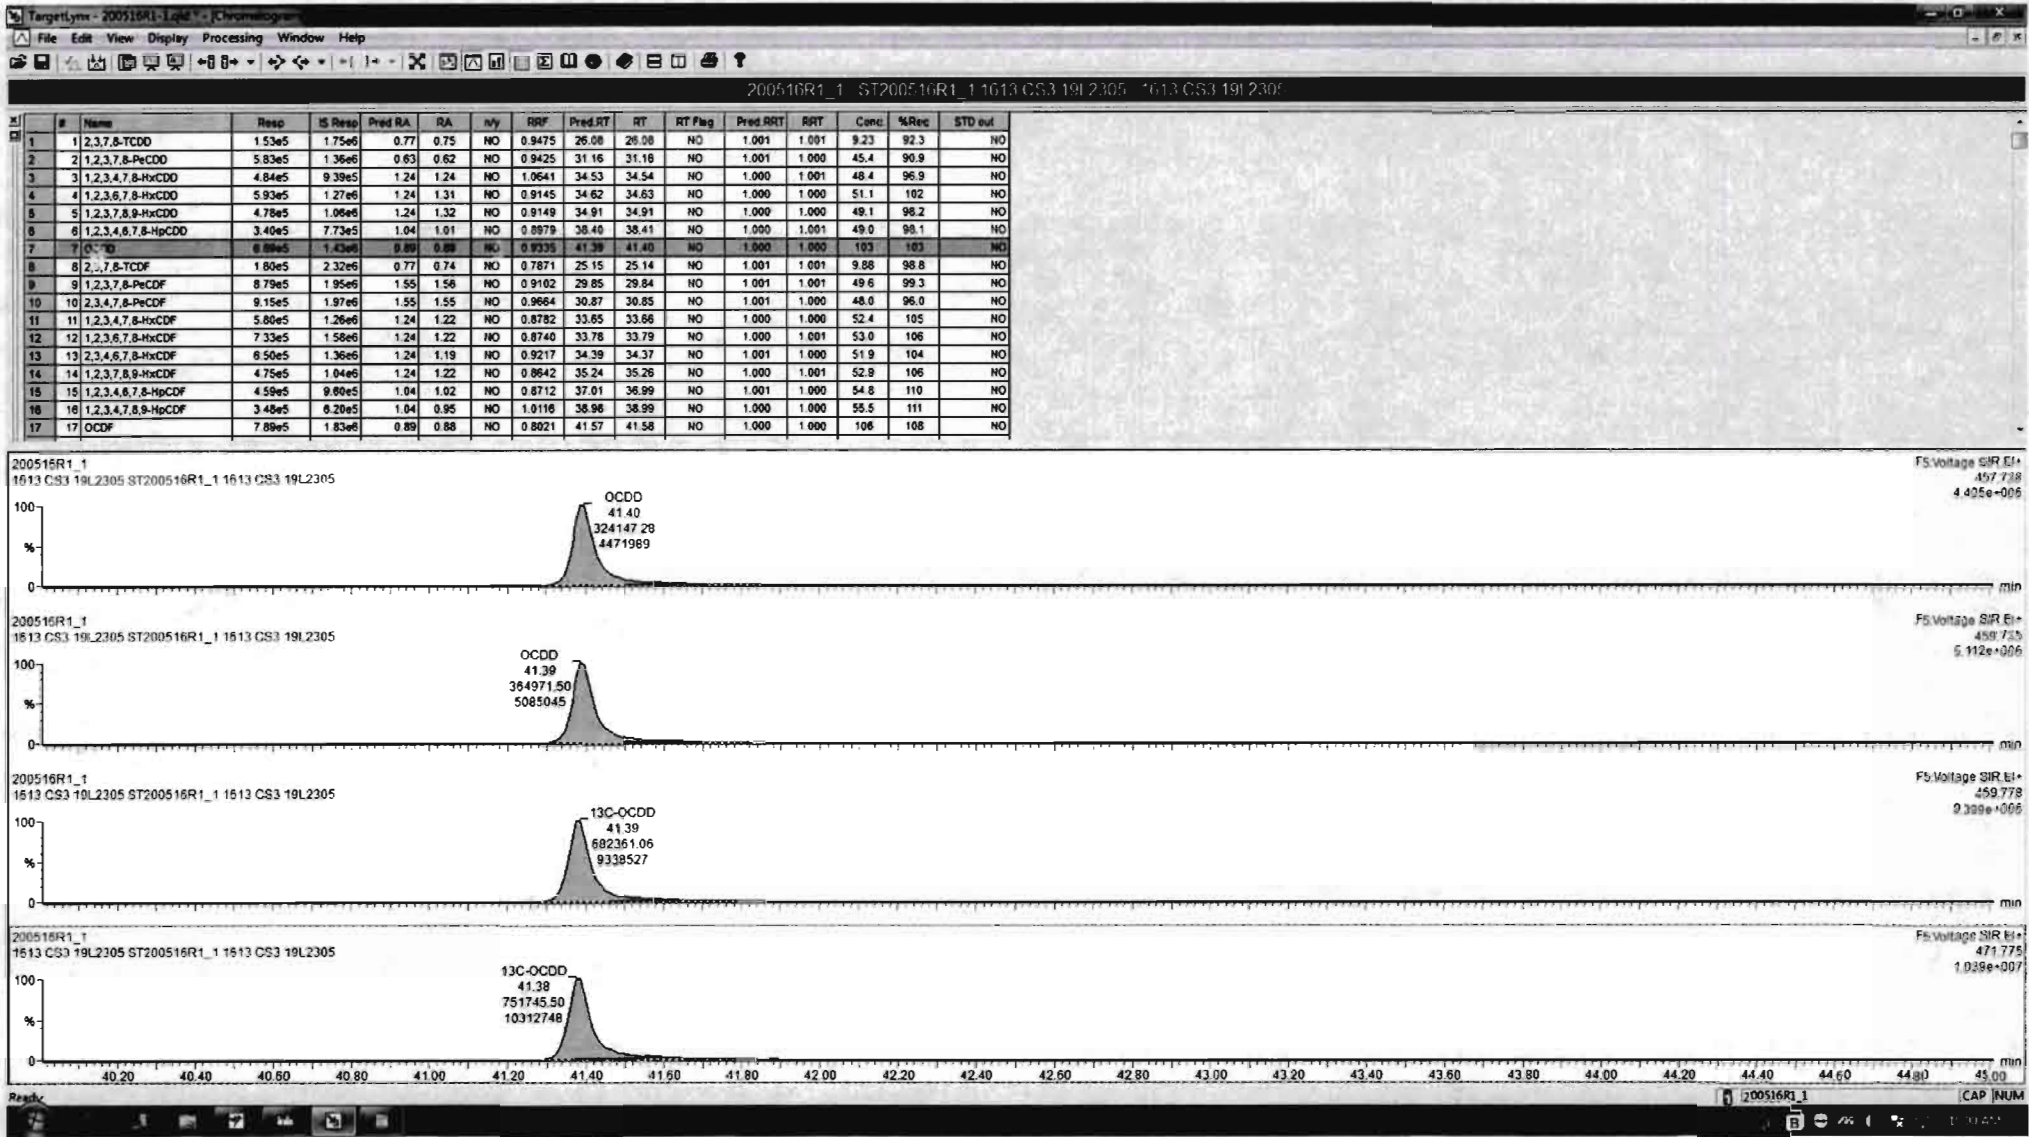 TargetLynx - 200516R1-1.qld * - [Chromatogram]
File Edit View Display Processing Window Help
200516R1_1 ST200516R1_1 1613 CS3 19L2305 1613 CS3 19L2305
# Name Resp IS Resp Pred RA RA n/y RRF Pred.RT RT RT Flag Pred.RRT RRT Conc %Rec STD out
1 1 2,3,7,8-TCDD 1.53e5 1.75e6 0.77 0.75 NO 0.9475 26.08 26.08 NO 1.001 1.001 9.23 92.3 NO
2 2 1,2,3,7,8-PeCDD 5.83e5 1.36e6 0.63 0.62 NO 0.9425 31.16 31.16 NO 1.001 1.000 45.4 90.9 NO
3 3 1,2,3,4,7,8-HxCDD 4.84e5 9.39e5 1.24 1.24 NO 1.0641 34.53 34.54 NO 1.000 1.001 48.4 96.9 NO
4 4 1,2,3,6,7,8-HxCDD 5.93e5 1.27e6 1.24 1.31 NO 0.9145 34.62 34.63 NO 1.000 1.000 51.1 102 NO
5 5 1,2,3,7,8,9-HxCDD 4.78e5 1.06e6 1.24 1.32 NO 0.9149 34.91 34.91 NO 1.000 1.000 49.1 98.2 NO
6 6 1,2,3,4,6,7,8-HpCDD 3.40e5 7.73e5 1.04 1.01 NO 0.8979 38.40 38.41 NO 1.000 1.000 49.0 98.1 NO
7 7 OCDD 6.89e5 1.43e6 0.89 0.89 NO 0.9335 41.39 41.40 NO 1.000 1.000 103 103 NO
8 8 2,3,7,8-TCDF 1.80e5 2.32e6 0.77 0.74 NO 0.7871 25.15 25.14 NO 1.001 1.001 9.88 98.8 NO
9 9 1,2,3,7,8-PeCDF 8.79e5 1.95e6 1.55 1.56 NO 0.9102 29.85 29.84 NO 1.001 1.000 49.6 99.3 NO
10 10 2,3,4,7,8-PeCDF 9.15e5 1.97e6 1.55 1.55 NO 0.9664 30.87 30.85 NO 1.001 1.000 48.0 96.0 NO
11 11 1,2,3,4,7,8-HxCDF 5.80e5 1.26e6 1.24 1.22 NO 0.8782 33.65 33.66 NO 1.000 1.000 52.4 105 NO
12 12 1,2,3,6,7,8-HxCDF 7.33e5 1.58e6 1.24 1.22 NO 0.8740 33.78 33.79 NO 1.000 1.001 53.0 106 NO
13 13 2,3,4,6,7,8-HxCDF 6.50e5 1.36e6 1.24 1.19 NO 0.9217 34.39 34.37 NO 1.001 1.000 51.9 104 NO
14 14 1,2,3,7,8,9-HxCDF 4.75e5 1.04e6 1.24 1.22 NO 0.8642 35.24 35.26 NO 1.000 1.001 52.9 106 NO
15 15 1,2,3,4,6,7,8-HpCDF 4.59e5 9.60e5 1.04 1.02 NO 0.8712 37.01 36.99 NO 1.001 1.000 54.8 110 NO
16 16 1,2,3,4,7,8,9-HpCDF 3.48e5 6.20e5 1.04 0.95 NO 1.0116 38.98 38.99 NO 1.000 1.000 55.5 111 NO
17 17 OCDF 7.89e5 1.83e6 0.89 0.88 NO 0.8021 41.57 41.58 NO 1.000 1.000 108 108 NO
200516R1_1 F5:Voltage SIR,EI+
1613 CS3 19L2305 ST200516R1_1 1613 CS3 19L2305 457.738
4.495e+006
OCDD
41.40
324147.28
4471989
100
%
0
min
200516R1_1 F5:Voltage SIR,EI+
1613 CS3 19L2305 ST200516R1_1 1613 CS3 19L2305 459.735
5.112e+006
OCDD
41.39
364971.50
5085045
100
%
0
min
200516R1_1 F5:Voltage SIR,EI+
1613 CS3 19L2305 ST200516R1_1 1613 CS3 19L2305 469.778
9.399e+006
13C-OCDD
41.39
682361.06
9338527
100
%
0
min
200516R1_1 F5:Voltage SIR,EI+
1613 CS3 19L2305 ST200516R1_1 1613 CS3 19L2305 471.775
1.039e+007
13C-OCDD
41.38
751745.50
10312748
100
%
0
min
40.20 40.40 40.60 40.80 41.00 41.20 41.40 41.60 41.80 42.00 42.20 42.40 42.60 42.80 43.00 43.20 43.40 43.60 43.80 44.00 44.20 44.40 44.60 44.80 45.00
Ready 200516R1_1 CAP NUM